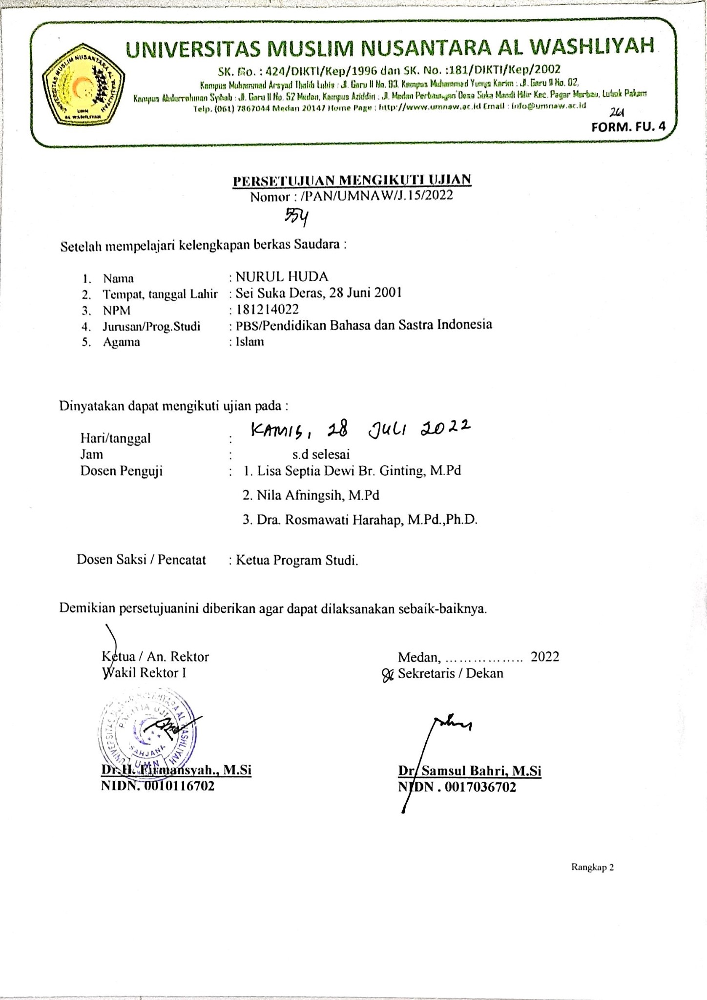 UNIVERSITAS MUSLIM NUSANTARA AL WASHLIYAH
SK. No. : 424/DIKTI/Kep/1996 dan SK. No. :181/DIKTI/Kep/2002
Kampus Muhammad Arsyad Thalib Lubis : Jl. Garu II No. 93, Kampus Muhammad Yunus Karim : Jl. Garu II No. 02,
Kampus Abdurrahman Syihab : Jl. Garu II No. 52 Medan, Kampus Aziddin : Jl. Medan Perbaungan Desa Suka Mandi Hilir Kec. Pagar Merbau, Lubuk Pakam
Telp. (061) 7867044 Medan 20147 Home Page : http://www.umnaw.ac.id Email : info@umnaw.ac.id
261
FORM. FU. 4
UNIVERSITAS MUSLIM NUSANTARA AL WASHLIYAH
UMN
AL WASHLIYAH
PERSETUJUAN MENGIKUTI UJIAN
Nomor : /PAN/UMNAW/J.15/2022
554
Setelah mempelajari kelengkapan berkas Saudara :
1. Nama : NURUL HUDA
2. Tempat, tanggal Lahir : Sei Suka Deras, 28 Juni 2001
3. NPM : 181214022
4. Jurusan/Prog.Studi : PBS/Pendidikan Bahasa dan Sastra Indonesia
5. Agama : Islam
Dinyatakan dapat mengikuti ujian pada :
Hari/tanggal : KAMIS, 28 JULI 2022
Jam : s.d selesai
Dosen Penguji : 1. Lisa Septia Dewi Br. Ginting, M.Pd
2. Nila Afningsih, M.Pd
3. Dra. Rosmawati Harahap, M.Pd.,Ph.D.
Dosen Saksi / Pencatat : Ketua Program Studi.
Demikian persetujuanini diberikan agar dapat dilaksanakan sebaik-baiknya.
Ketua / An. Rektor
Wakil Rektor I
Medan, …………….. 2022
Sekretaris / Dekan
PANITIA UJI
SARJANA
UMN
Dr. H. Firmansyah., M.Si
NIDN. 0010116702
Dr. Samsul Bahri, M.Si
NIDN . 0017036702
Rangkap 2